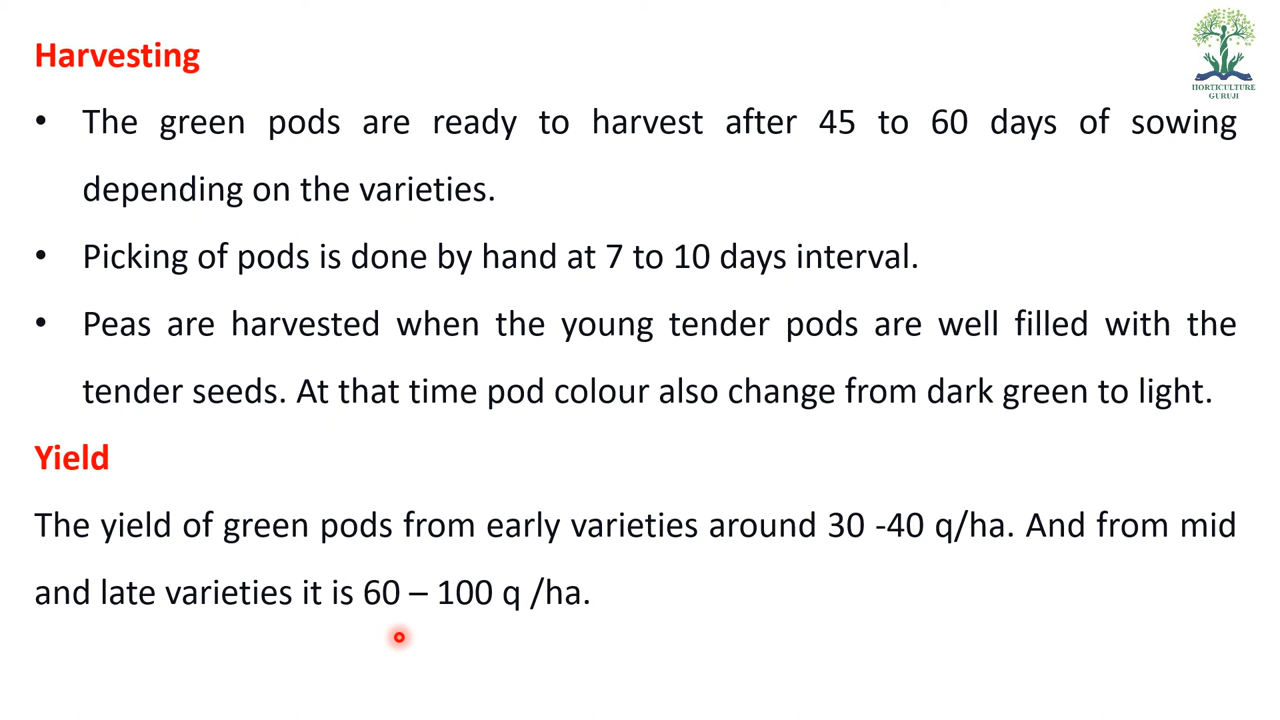 HORTICULTURE
GURUJI
Harvesting
• The green pods are ready to harvest after 45 to 60 days of sowing
depending on the varieties.
• Picking of pods is done by hand at 7 to 10 days interval.
• Peas are harvested when the young tender pods are well filled with the
tender seeds. At that time pod colour also change from dark green to light.
Yield
The yield of green pods from early varieties around 30 -40 q/ha. And from mid
and late varieties it is 60 – 100 q /ha.